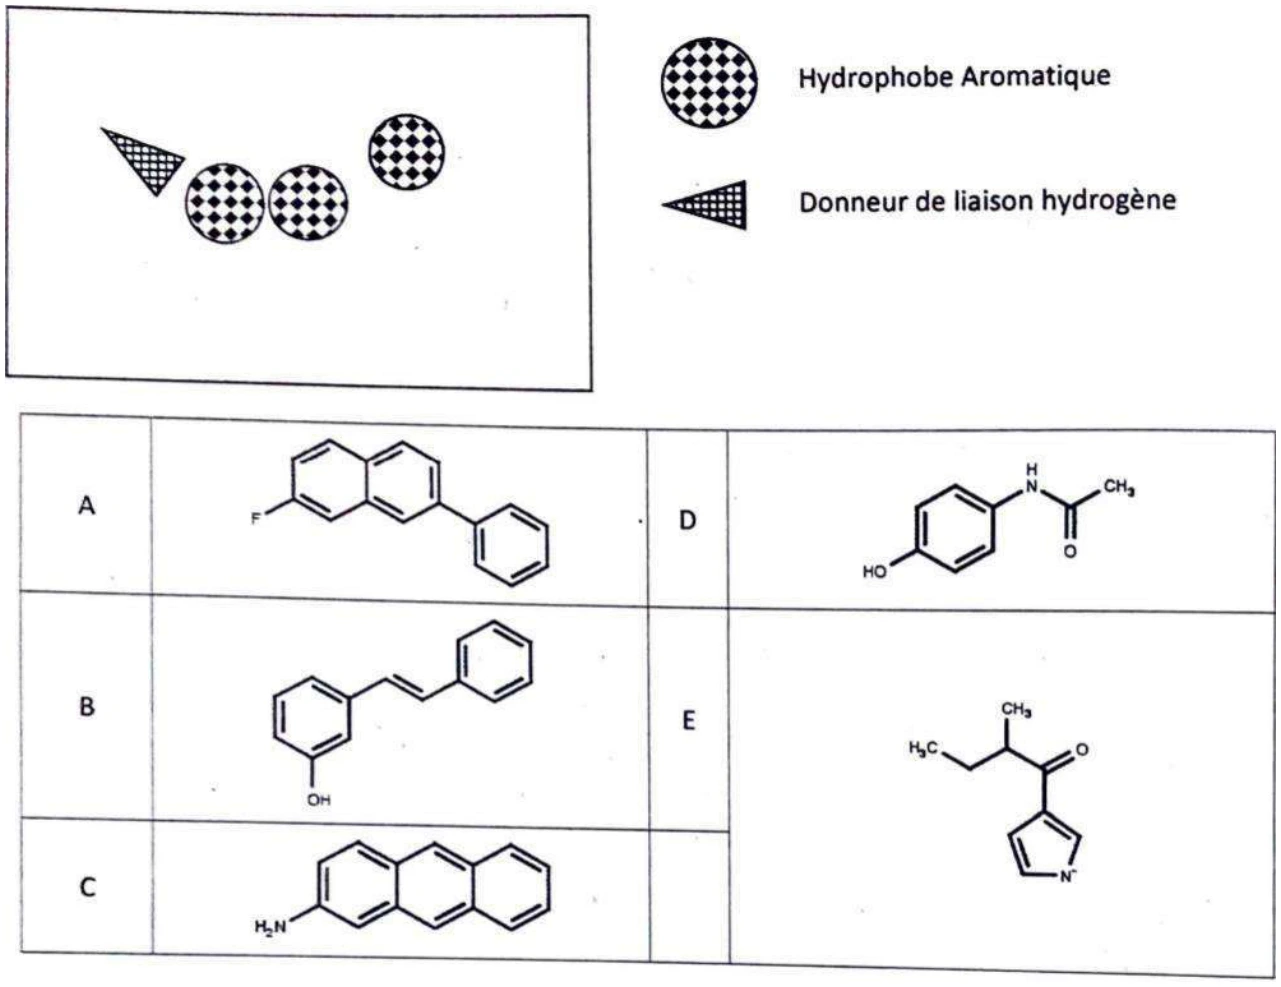 Hydrophobe Aromatique
Donneur de liaison hydrogène
A
F
D
H
N
CH₃
O
HO
B
OH
E
CH₃
H₃C
O
N⁻
C
H₂N